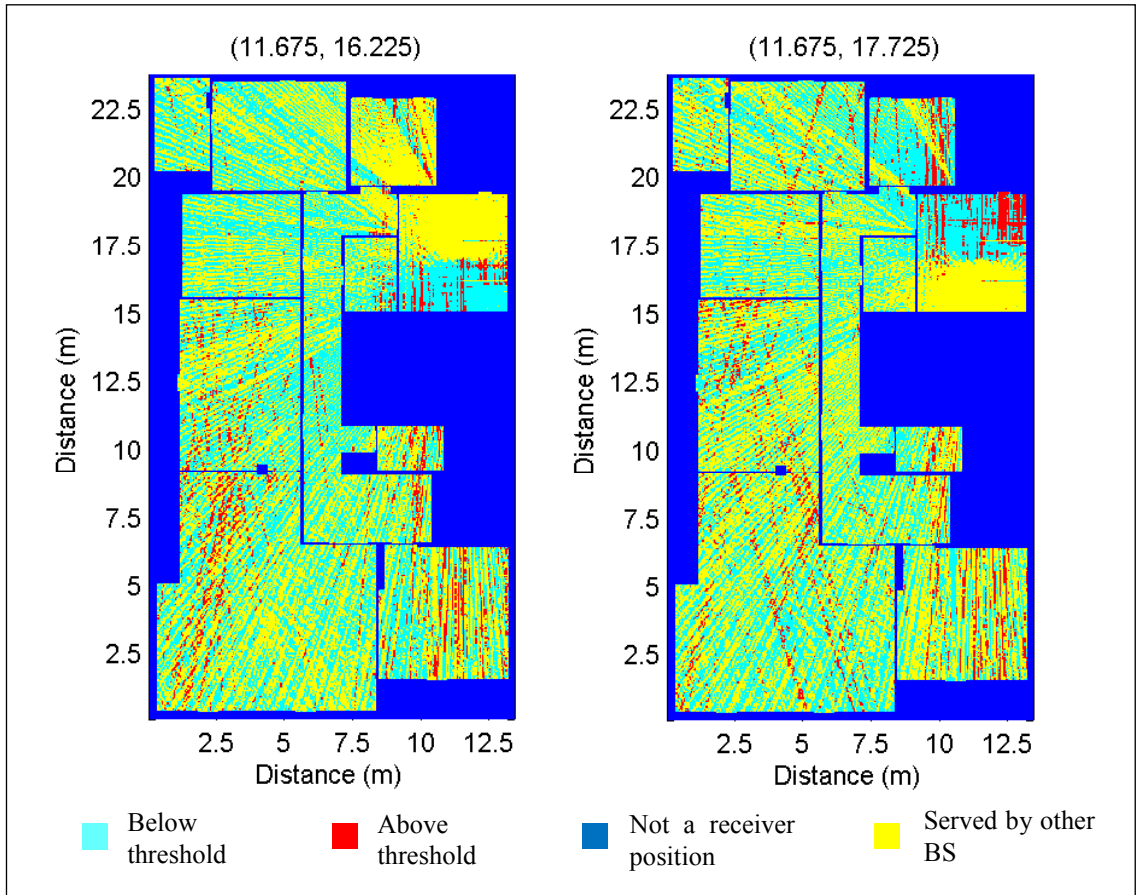 (11.675, 16.225)
(11.675, 17.725)
Distance (m)
22.5
20
17.5
15
12.5
10
7.5
5
2.5
2.5 5 7.5 10 12.5
Distance (m)
Distance (m)
22.5
20
17.5
15
12.5
10
7.5
5
2.5
2.5 5 7.5 10 12.5
Distance (m)
Below
threshold
Above
threshold
Not a receiver
position
Served by other
BS